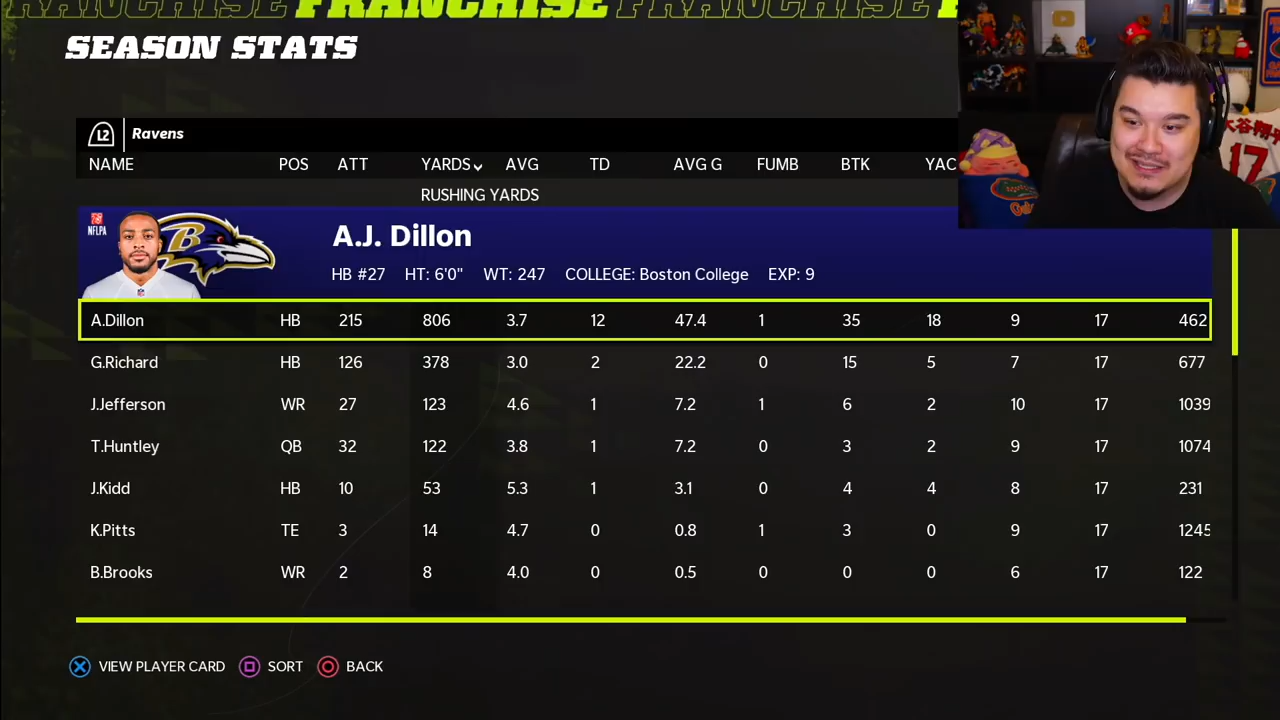 FRANCHISE FRANCHISE FRANCHISE
SEASON STATS
L2 Ravens
NAME POS ATT YARDS AVG TD AVG G FUMB BTK YAC
RUSHING YARDS
NFLPA
A.J. Dillon
HB #27 HT: 6'0" WT: 247 COLLEGE: Boston College EXP: 9
A.Dillon HB 215 806 3.7 12 47.4 1 35 18 9 17 462
G.Richard HB 126 378 3.0 2 22.2 0 15 5 7 17 677
J.Jefferson WR 27 123 4.6 1 7.2 1 6 2 10 17 1039
T.Huntley QB 32 122 3.8 1 7.2 0 3 2 9 17 1074
J.Kidd HB 10 53 5.3 1 3.1 0 4 4 8 17 231
K.Pitts TE 3 14 4.7 0 0.8 1 3 0 9 17 1245
B.Brooks WR 2 8 4.0 0 0.5 0 0 0 6 17 122
VIEW PLAYER CARD SORT BACK
17